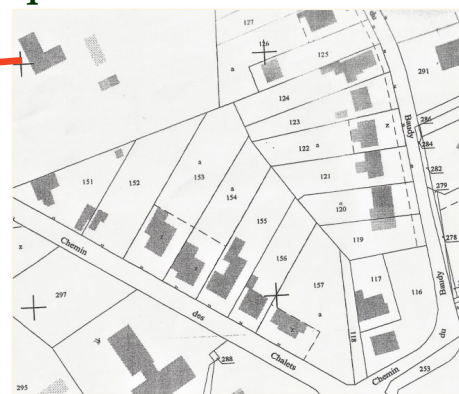 127
126
125
du
a
291
124
123
Baudy
286
122
a
284
a
282
151
152
153
121
279
a
154
a
120
155
119
278
z
Chemin
z
156
117
116
Baudy
z
157
297
a
z
des
118
du
288
Chalets
Chemin
253
295